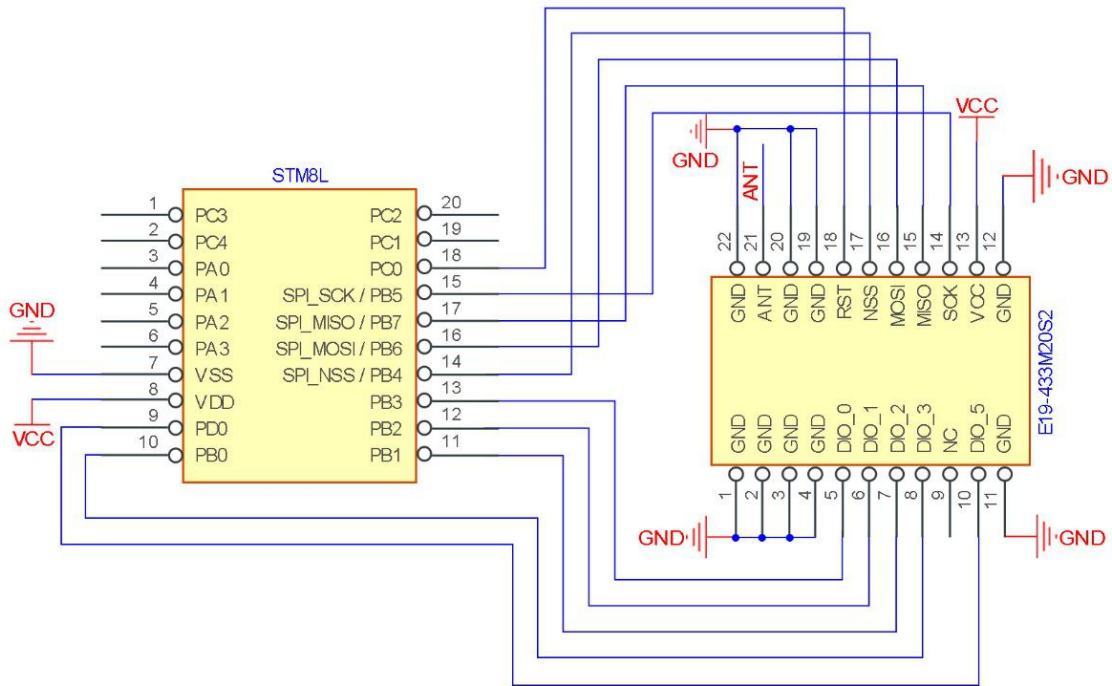 STM8L
1 PC3 PC2 20
2 PC4 PC1 19
3 PA0 PC0 18
4 PA1 SPI_SCK / PB5 15
5 PA2 SPI_MISO / PB7 17
6 PA3 SPI_MOSI / PB6 16
7 VSS SPI_NSS / PB4 14
8 VDD PB3 13
9 PD0 PB2 12
10 PB0 PB1 11
GND
VCC
GND
ANT
VCC
GND
22 21 20 19 18 17 16 15 14 13 12
GND ANT GND GND RST NSS MOSI MISO SCK VCC GND
E19-433M20S2
GND GND GND GND DIO_0 DIO_1 DIO_2 DIO_3 NC DIO_5 GND
1 2 3 4 5 6 7 8 9 10 11
GND
GND